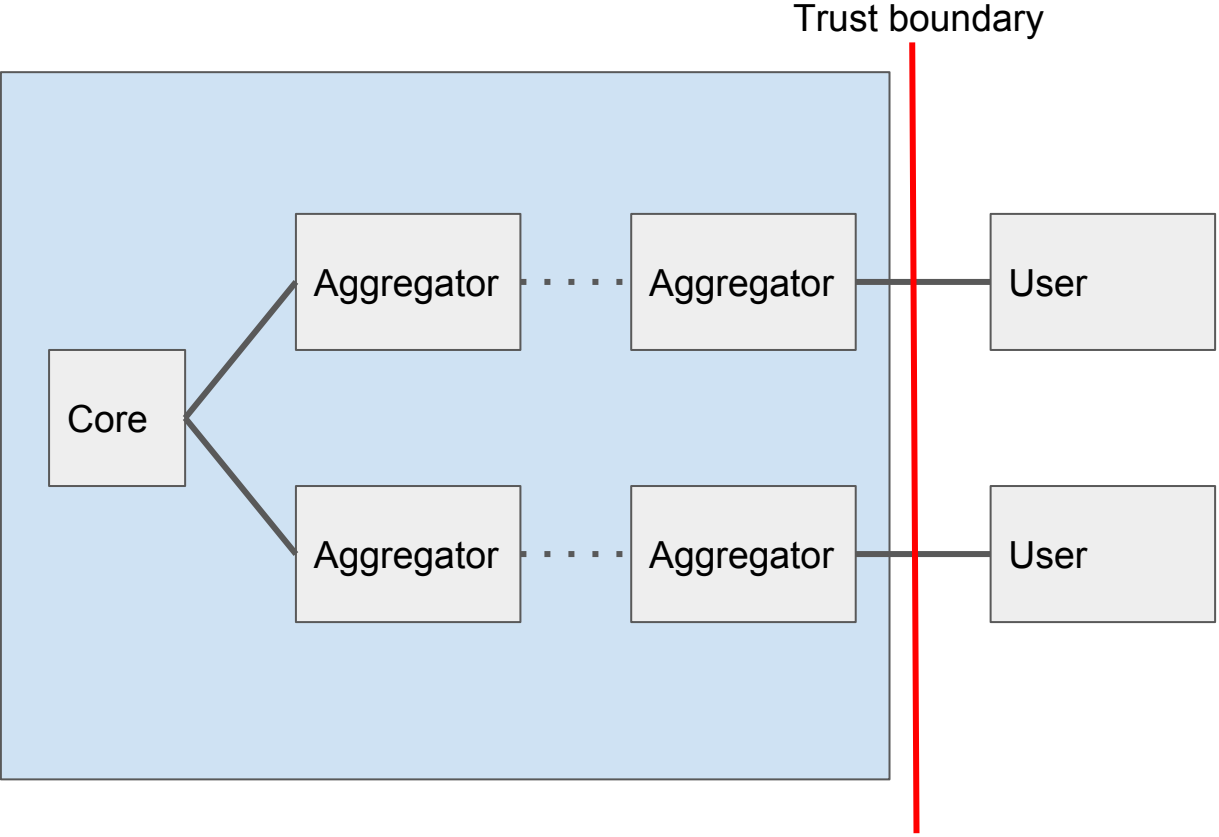 Trust boundary
Aggregator
Aggregator
User
Core
Aggregator
Aggregator
User